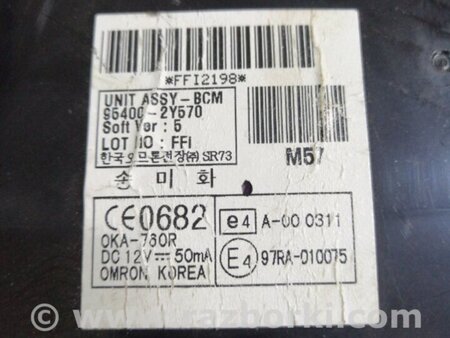 *FFI2198*
UNIT ASSY-BCM
95400-2Y570
Soft Ver : 5
LOT NO : FFi
한국오므론전장㈜ SR73
M57
송미화
CE0682
OKA-760R
DC 12V 50mA
OMRON KOREA
e4 A-00 0311
E4 97RA-010075
© www.razborki.com